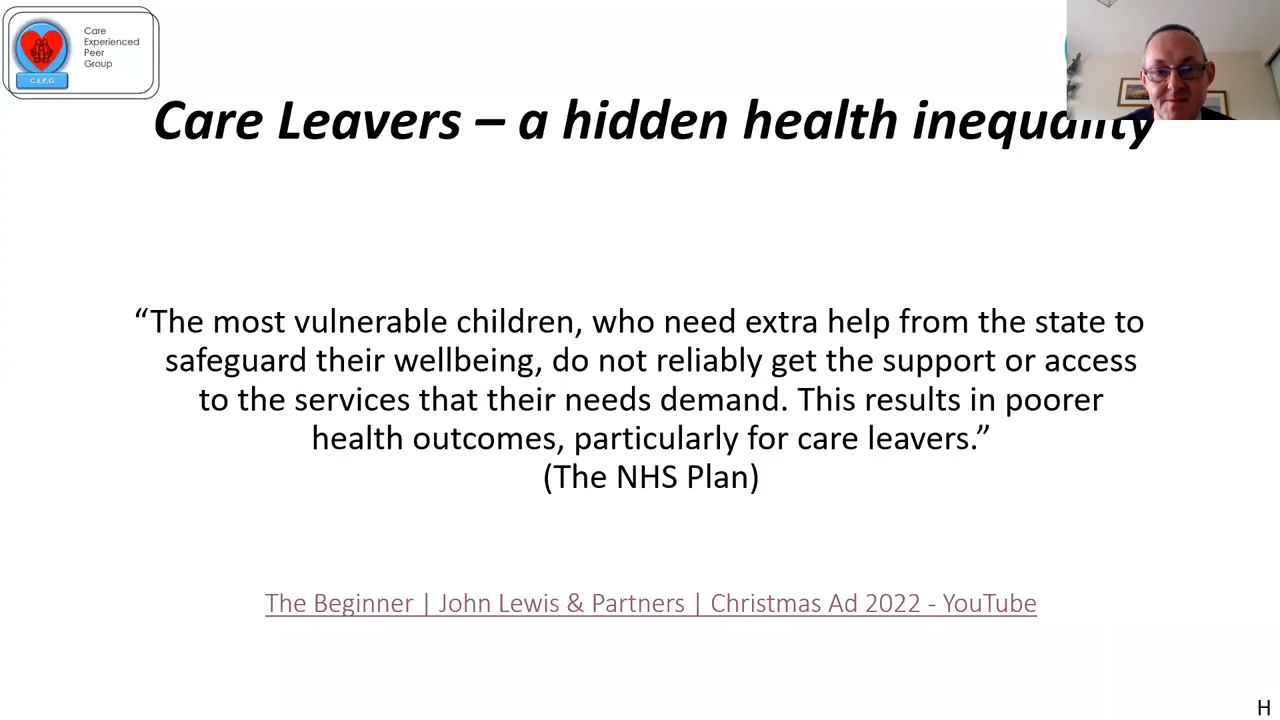 Care
Experienced
Peer
Group
C.E.P.G
Care Leavers – a hidden health inequality
“The most vulnerable children, who need extra help from the state to
safeguard their wellbeing, do not reliably get the support or access
to the services that their needs demand. This results in poorer
health outcomes, particularly for care leavers.”
(The NHS Plan)
The Beginner | John Lewis & Partners | Christmas Ad 2022 - YouTube
H